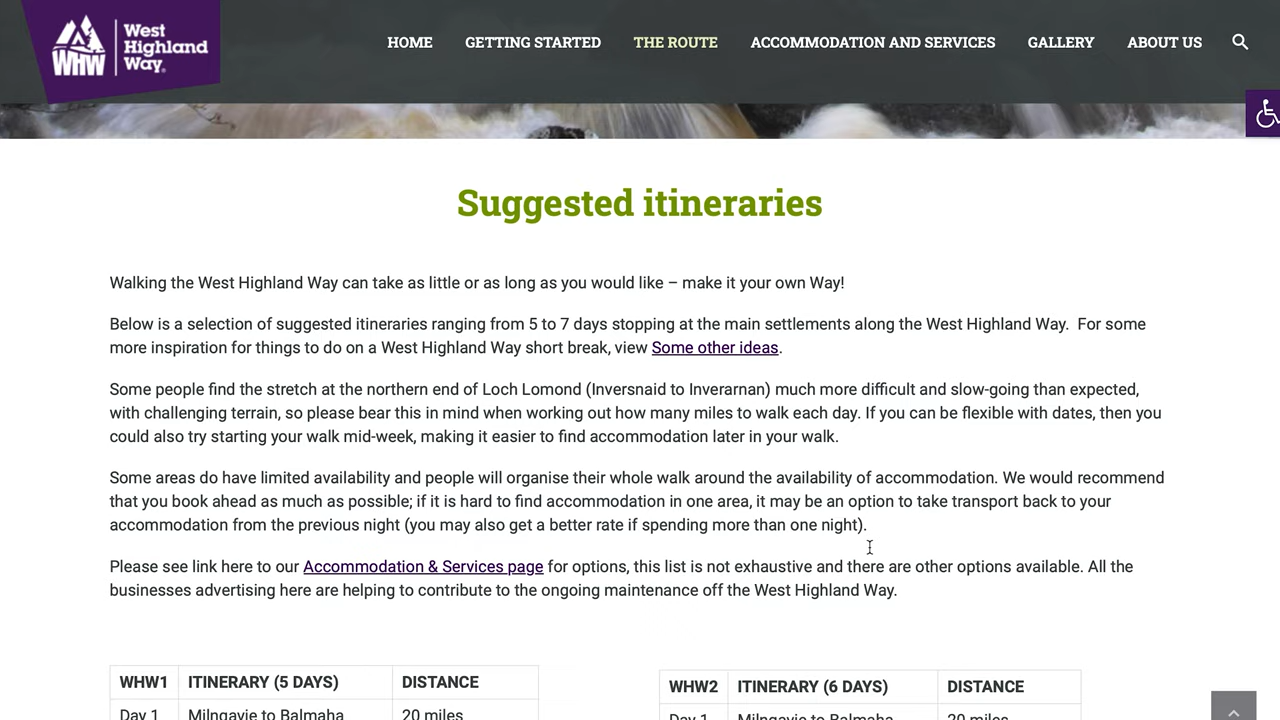 West
Highland
Way
WHW
HOME GETTING STARTED THE ROUTE ACCOMMODATION AND SERVICES GALLERY ABOUT US
Suggested itineraries
Walking the West Highland Way can take as little or as long as you would like – make it your own Way!
Below is a selection of suggested itineraries ranging from 5 to 7 days stopping at the main settlements along the West Highland Way.  For some
more inspiration for things to do on a West Highland Way short break, view Some other ideas.
Some people find the stretch at the northern end of Loch Lomond (Inversnaid to Inverarnan) much more difficult and slow-going than expected,
with challenging terrain, so please bear this in mind when working out how many miles to walk each day. If you can be flexible with dates, then you
could also try starting your walk mid-week, making it easier to find accommodation later in your walk.
Some areas do have limited availability and people will organise their whole walk around the availability of accommodation. We would recommend
that you book ahead as much as possible; if it is hard to find accommodation in one area, it may be an option to take transport back to your
accommodation from the previous night (you may also get a better rate if spending more than one night).
Please see link here to our Accommodation & Services page for options, this list is not exhaustive and there are other options available. All the
businesses advertising here are helping to contribute to the ongoing maintenance off the West Highland Way.
WHW1 ITINERARY (5 DAYS) DISTANCE
Day 1 Milngavie to Balmaha 20 miles
WHW2 ITINERARY (6 DAYS) DISTANCE
Day 1 Milngavie to Balmaha 20 miles